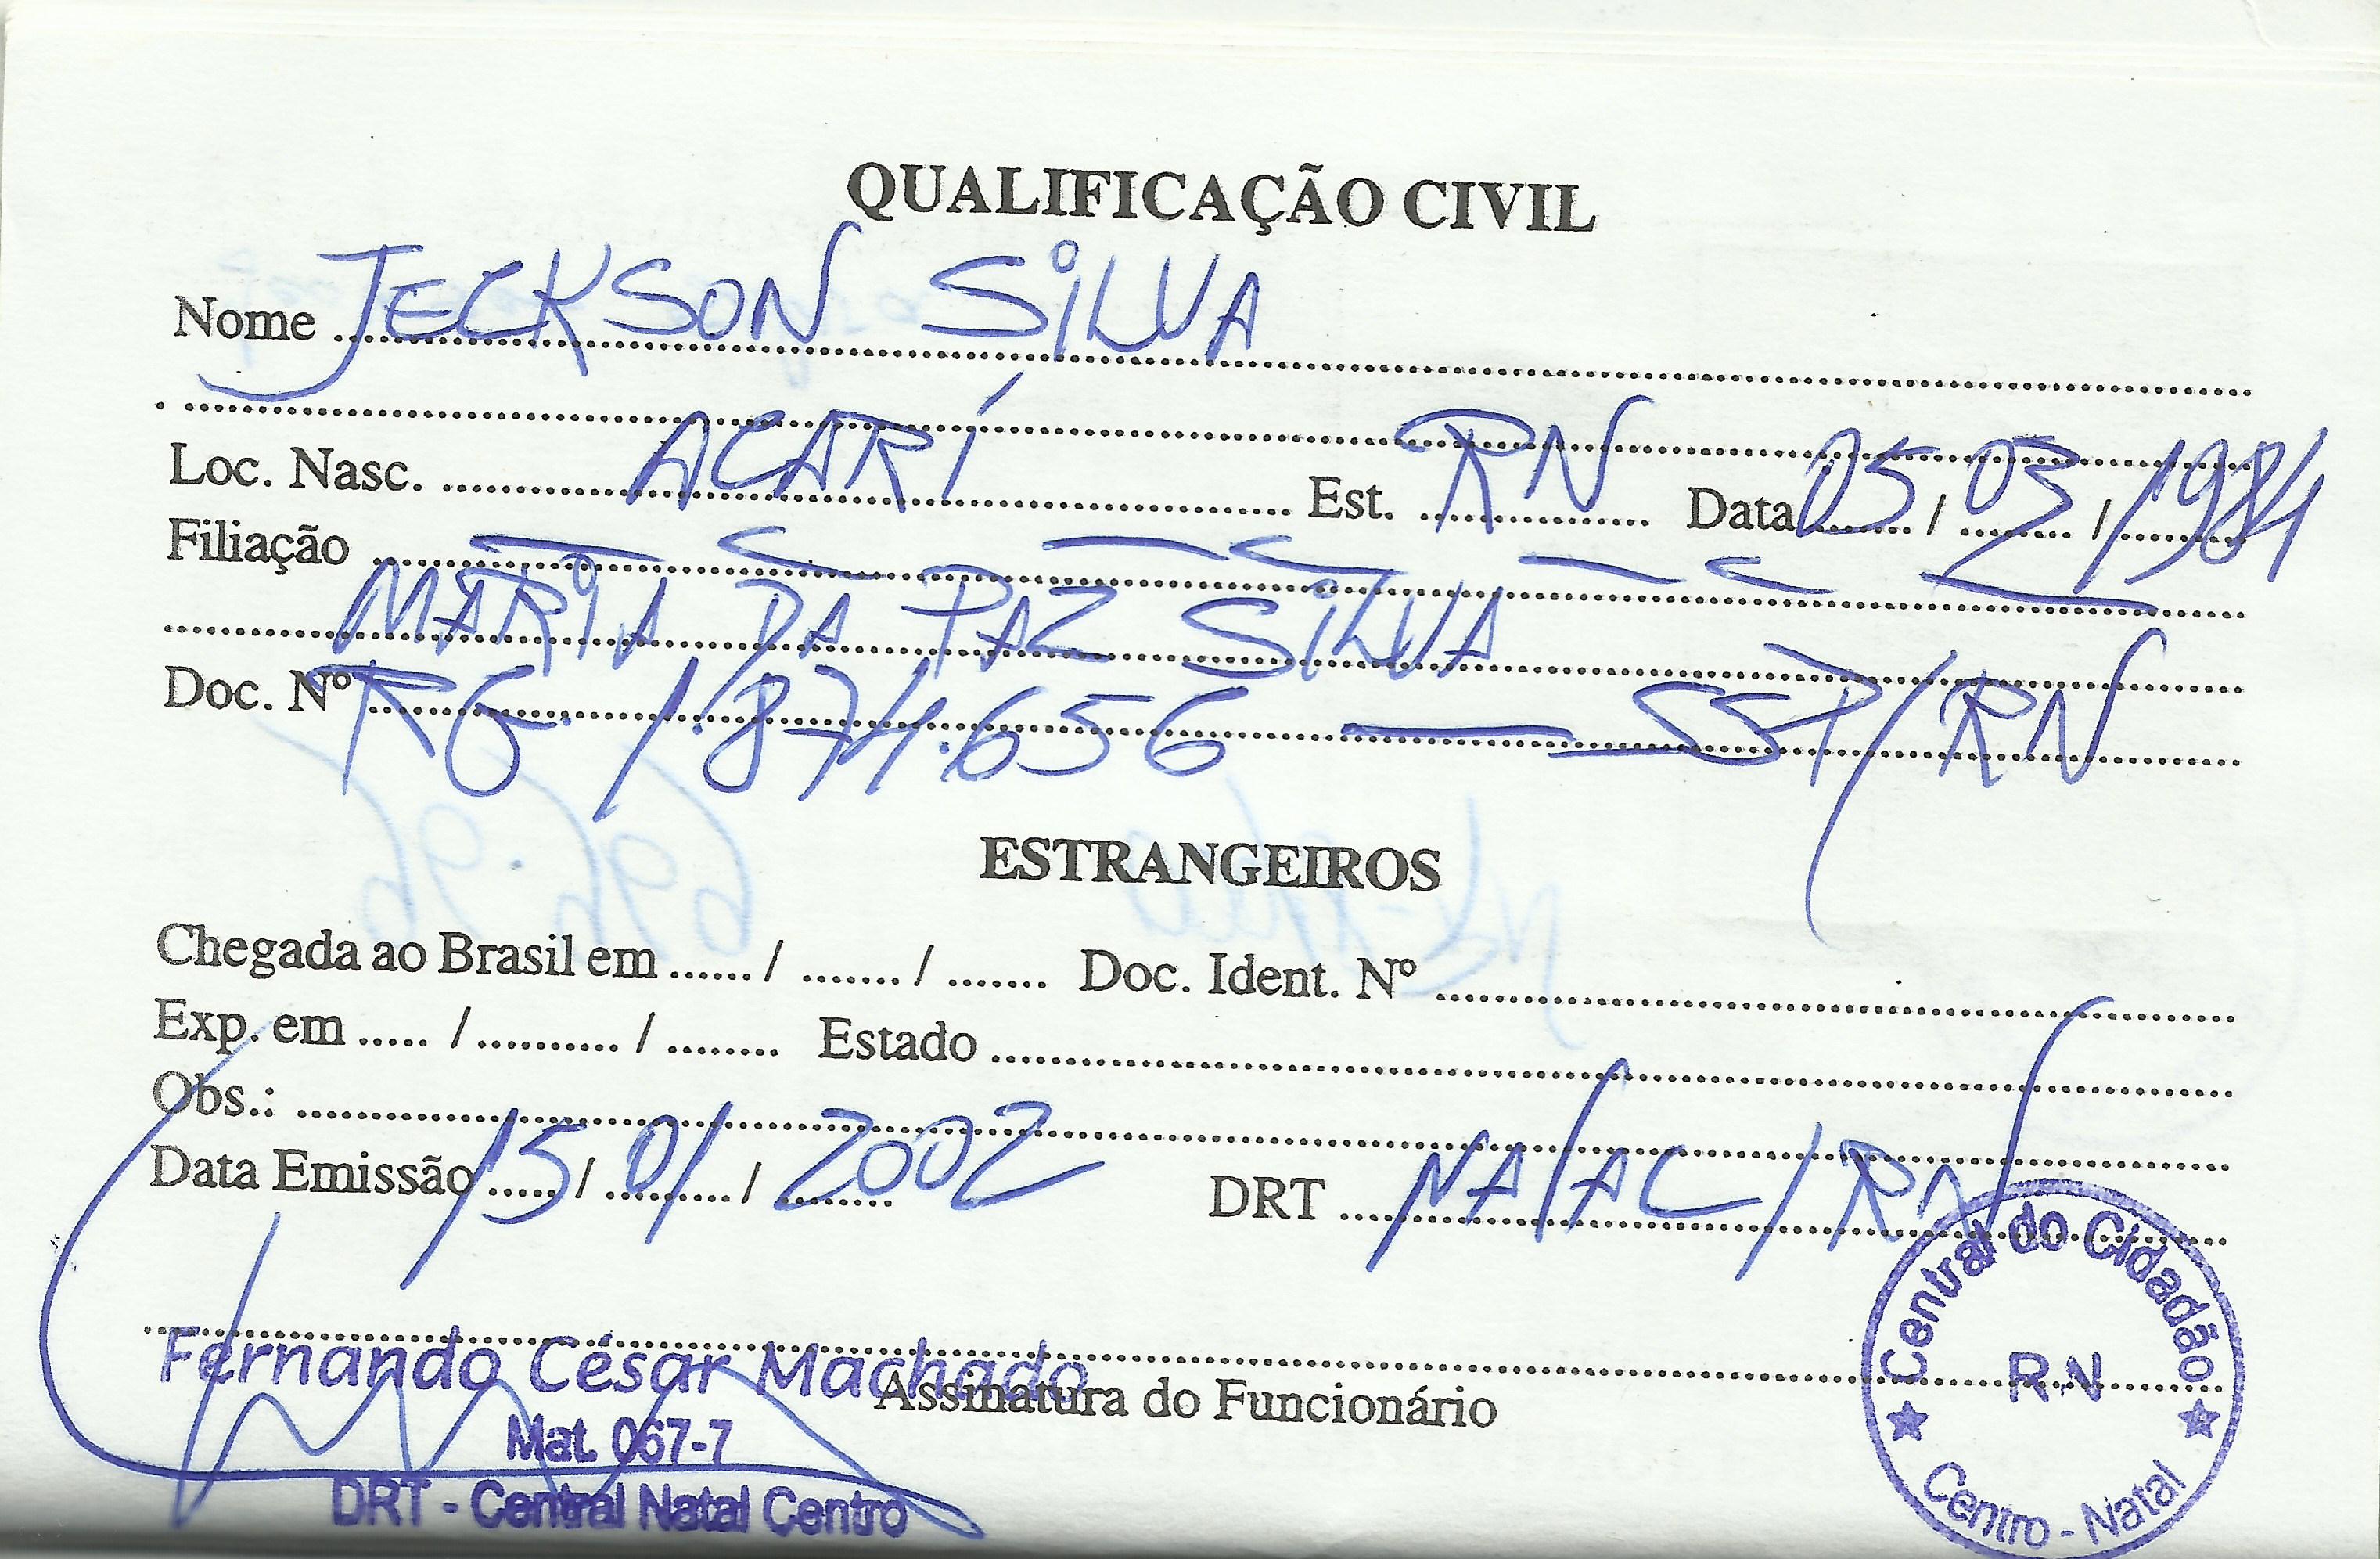 QUALIFICAÇÃO CIVIL
Nome JECKSON SILVA
Loc. Nasc. ACARÍ Est. RN Data 05/03/1984
Filiação
MARIA DA PAZ SILVA
Doc. Nº RG. 1.874.656 — SSP/RN
ESTRANGEIROS
Chegada ao Brasil em ...... / ....... / ....... Doc. Ident. Nº
Exp. em ..... / .......... / ........ Estado
Obs.:
Data Emissão 15/01/2002 DRT NA/AC/RN
Fernando César Machado
Assinatura do Funcionário
Mat. 067-7
DRT - Central Natal Centro
Central do Cidadão
RN
Centro - Natal